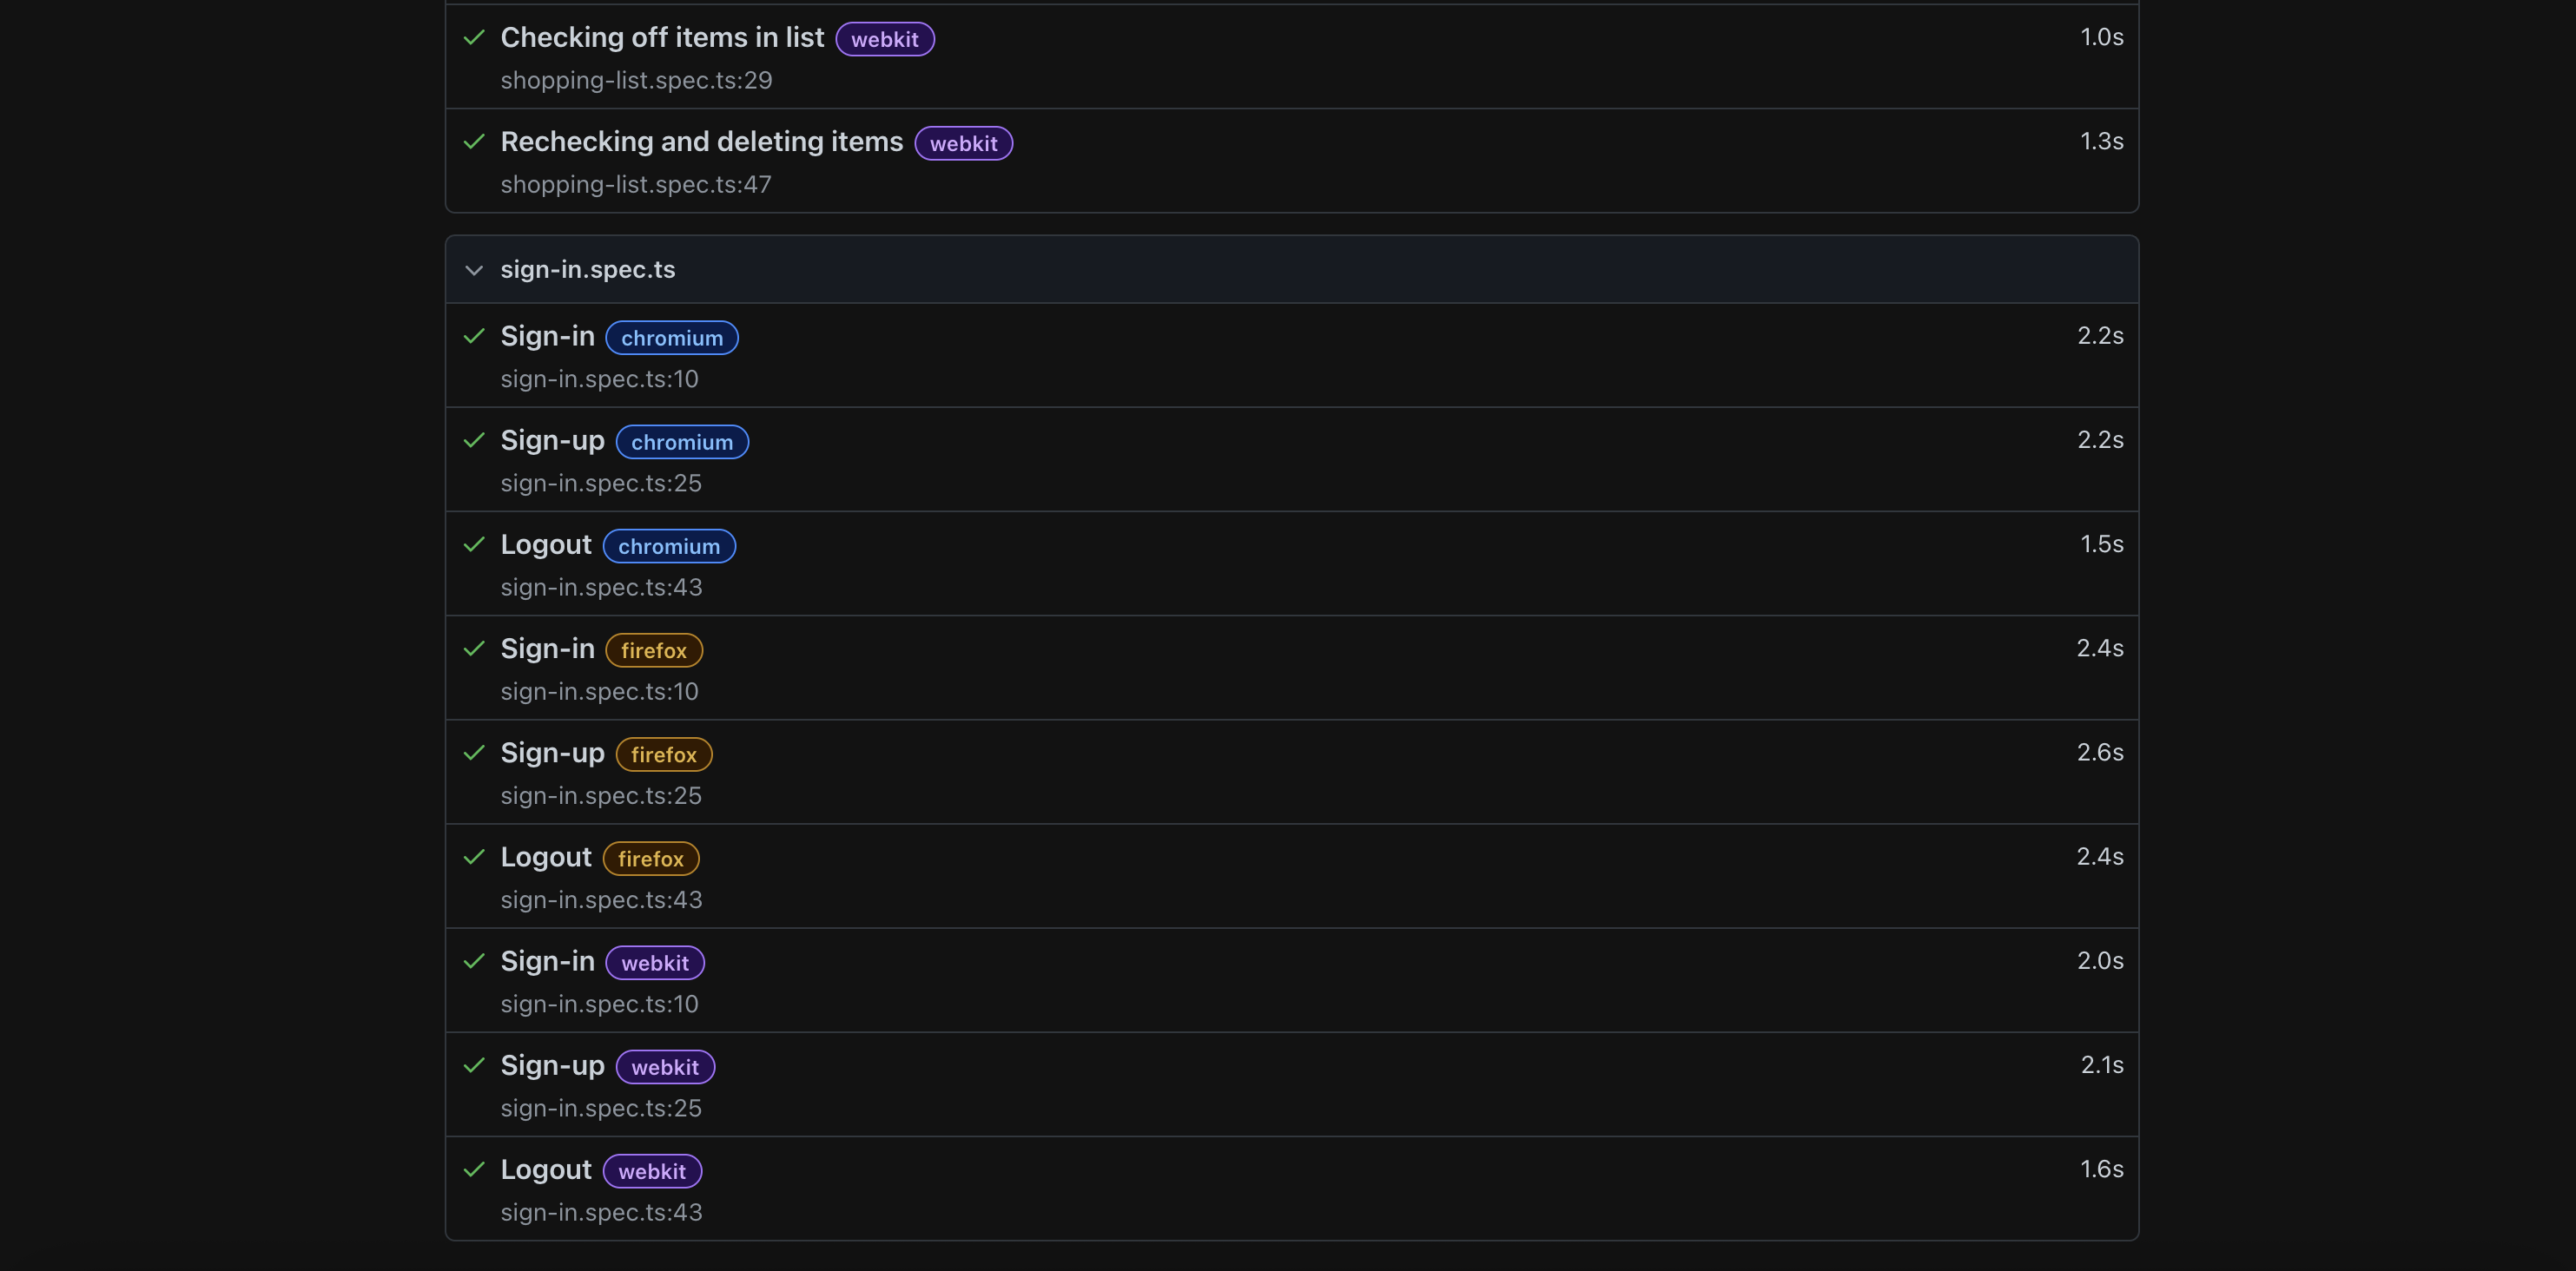 Checking off items in list webkit 1.0s
shopping-list.spec.ts:29
Rechecking and deleting items webkit 1.3s
shopping-list.spec.ts:47
sign-in.spec.ts
Sign-in chromium 2.2s
sign-in.spec.ts:10
Sign-up chromium 2.2s
sign-in.spec.ts:25
Logout chromium 1.5s
sign-in.spec.ts:43
Sign-in firefox 2.4s
sign-in.spec.ts:10
Sign-up firefox 2.6s
sign-in.spec.ts:25
Logout firefox 2.4s
sign-in.spec.ts:43
Sign-in webkit 2.0s
sign-in.spec.ts:10
Sign-up webkit 2.1s
sign-in.spec.ts:25
Logout webkit 1.6s
sign-in.spec.ts:43